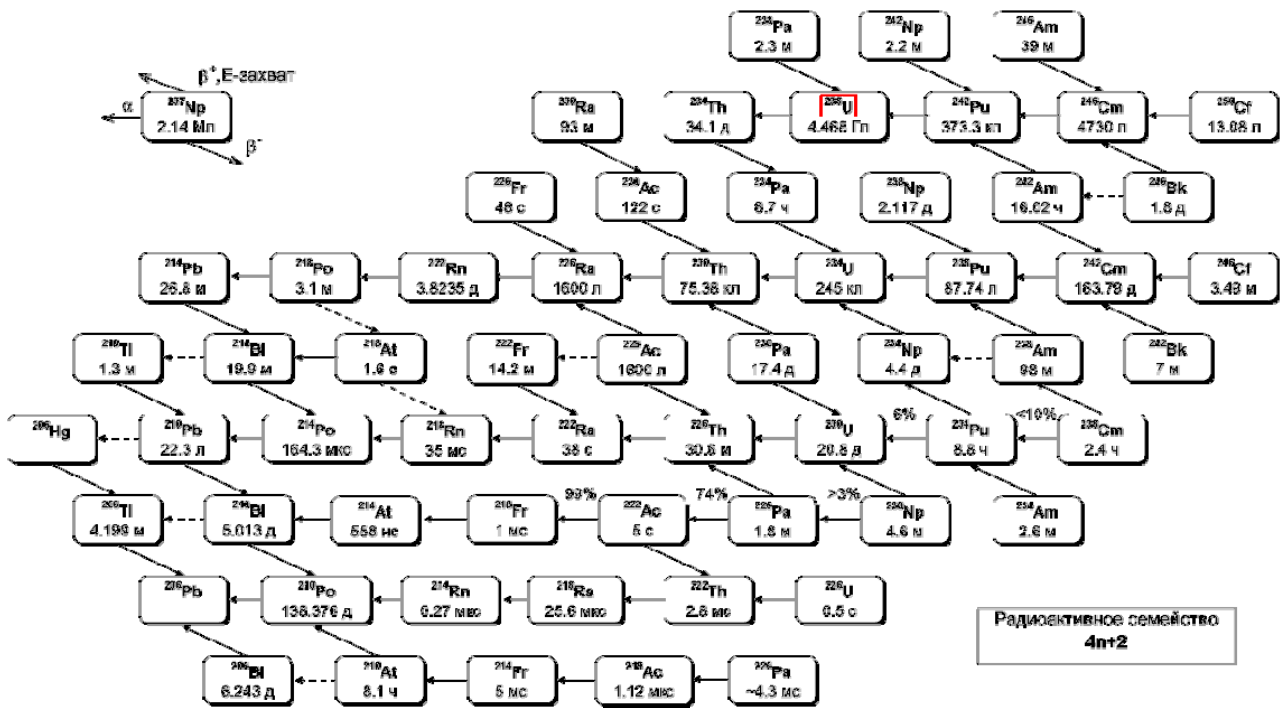 ²³⁸Pa
2.3 м
²⁴²Np
2.2 м
²⁴⁶Am
39 м
β⁺,E-захват
α
²³⁷Np
2.14 Мл
β⁻
²³⁰Ra
93 м
²³⁴Th
34.1 д
²³⁸U
4.468 Гл
²⁴²Pu
373.3 кл
²⁴⁶Cm
4730 л
²⁵⁰Cf
13.08 л
²²⁶Fr
48 с
²³⁰Ac
122 с
²³⁴Pa
6.7 ч
²³⁸Np
2.117 д
²⁴²Am
16.02 ч
²⁴⁶Bk
1.8 д
²¹⁴Pb
26.8 м
²¹⁸Po
3.1 м
²²²Rn
3.8235 д
²²⁶Ra
1600 л
²³⁰Th
75.38 кл
²³⁴U
245 кл
²³⁸Pu
87.74 л
²⁴²Cm
163.79 д
²⁴⁶Cf
3.49 м
²¹⁰Tl
1.3 м
²¹⁴Bi
19.9 м
²¹⁸At
1.6 с
²²²Fr
14.2 м
²²⁶Ac
1600 л
²³⁰Pa
17.4 д
²³⁴Np
4.4 д
²³⁸Am
98 м
²⁴²Bk
7 м
6%
<10%
²⁰⁶Hg
²¹⁰Pb
22.3 л
²¹⁴Po
164.3 мкс
²¹⁸Rn
35 мс
²²²Ra
38 с
²²⁶Th
30.6 м
²³⁰U
20.8 д
²³⁴Pu
8.8 ч
²³⁸Cm
2.4 ч
99%
74%
>3%
²⁰⁶Tl
4.199 м
²¹⁰Bi
5.013 д
²¹⁴At
558 нс
²¹⁸Fr
1 мс
²²²Ac
5 с
²²⁶Pa
1.8 м
²³⁰Np
4.6 м
²³⁴Am
2.6 м
²⁰⁶Pb
²¹⁰Po
138.376 д
²¹⁴Rn
0.27 мкс
²¹⁸Ra
25.6 мкс
²²²Th
2.8 мс
²²⁶U
0.5 с
Радиоактивное семейство
4n+2
²⁰⁶Bi
6.243 д
²¹⁰At
8.1 ч
²¹⁴Fr
5 мс
²¹⁸Ac
1.12 мкс
Pa
~4.3 мс